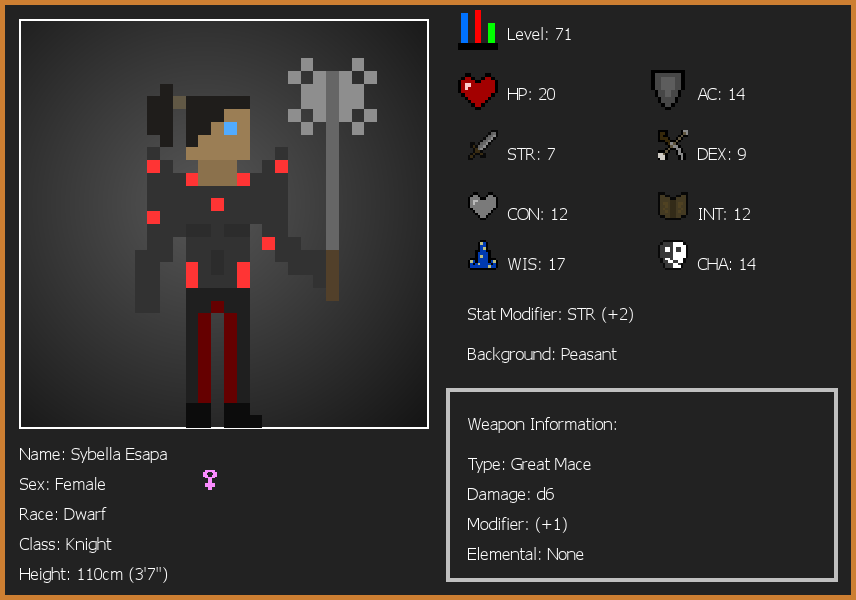 Level: 71
HP: 20
AC: 14
STR: 7
DEX: 9
CON: 12
INT: 12
WIS: 17
CHA: 14
Stat Modifier: STR (+2)
Background: Peasant
Weapon Information:
Type: Great Mace
Damage: d6
Modifier: (+1)
Elemental: None
Name: Sybella Esapa
Sex: Female
Race: Dwarf
Class: Knight
Height: 110cm (3'7")